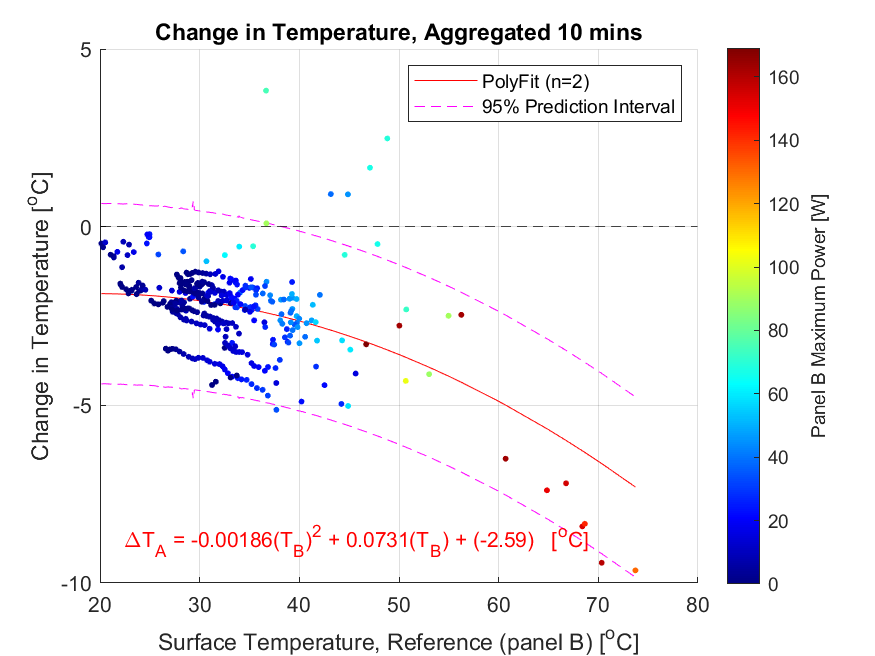 Change in Temperature, Aggregated 10 mins
PolyFit (n=2)
95% Prediction Interval
5
0
-5
-10
Change in Temperature [°C]
ΔT_A = -0.00186(T_B)² + 0.0731(T_B) + (-2.59) [°C]
20 30 40 50 60 70 80
Surface Temperature, Reference (panel B) [°C]
160
140
120
100
80
60
40
20
0
Panel B Maximum Power [W]